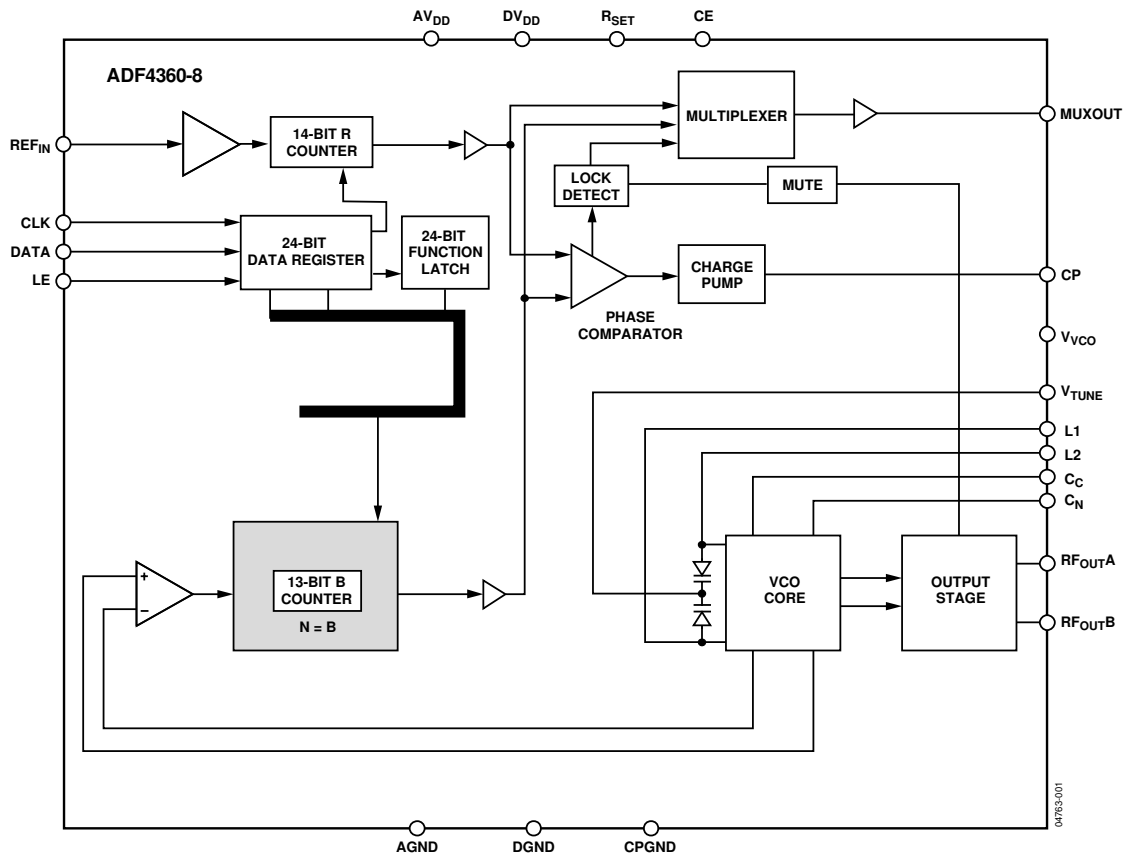 AVDD DVDD RSET CE
ADF4360-8
REFIN
CLK
DATA
LE
14-BIT R
COUNTER
24-BIT
DATA REGISTER
24-BIT
FUNCTION
LATCH
MULTIPLEXER
LOCK
DETECT
MUTE
CHARGE
PUMP
PHASE
COMPARATOR
MUXOUT
CP
VVCO
VTUNE
L1
L2
CC
CN
RFOUTA
RFOUTB
+
−
13-BIT B
COUNTER
N = B
VCO
CORE
OUTPUT
STAGE
AGND DGND CPGND
04763-001